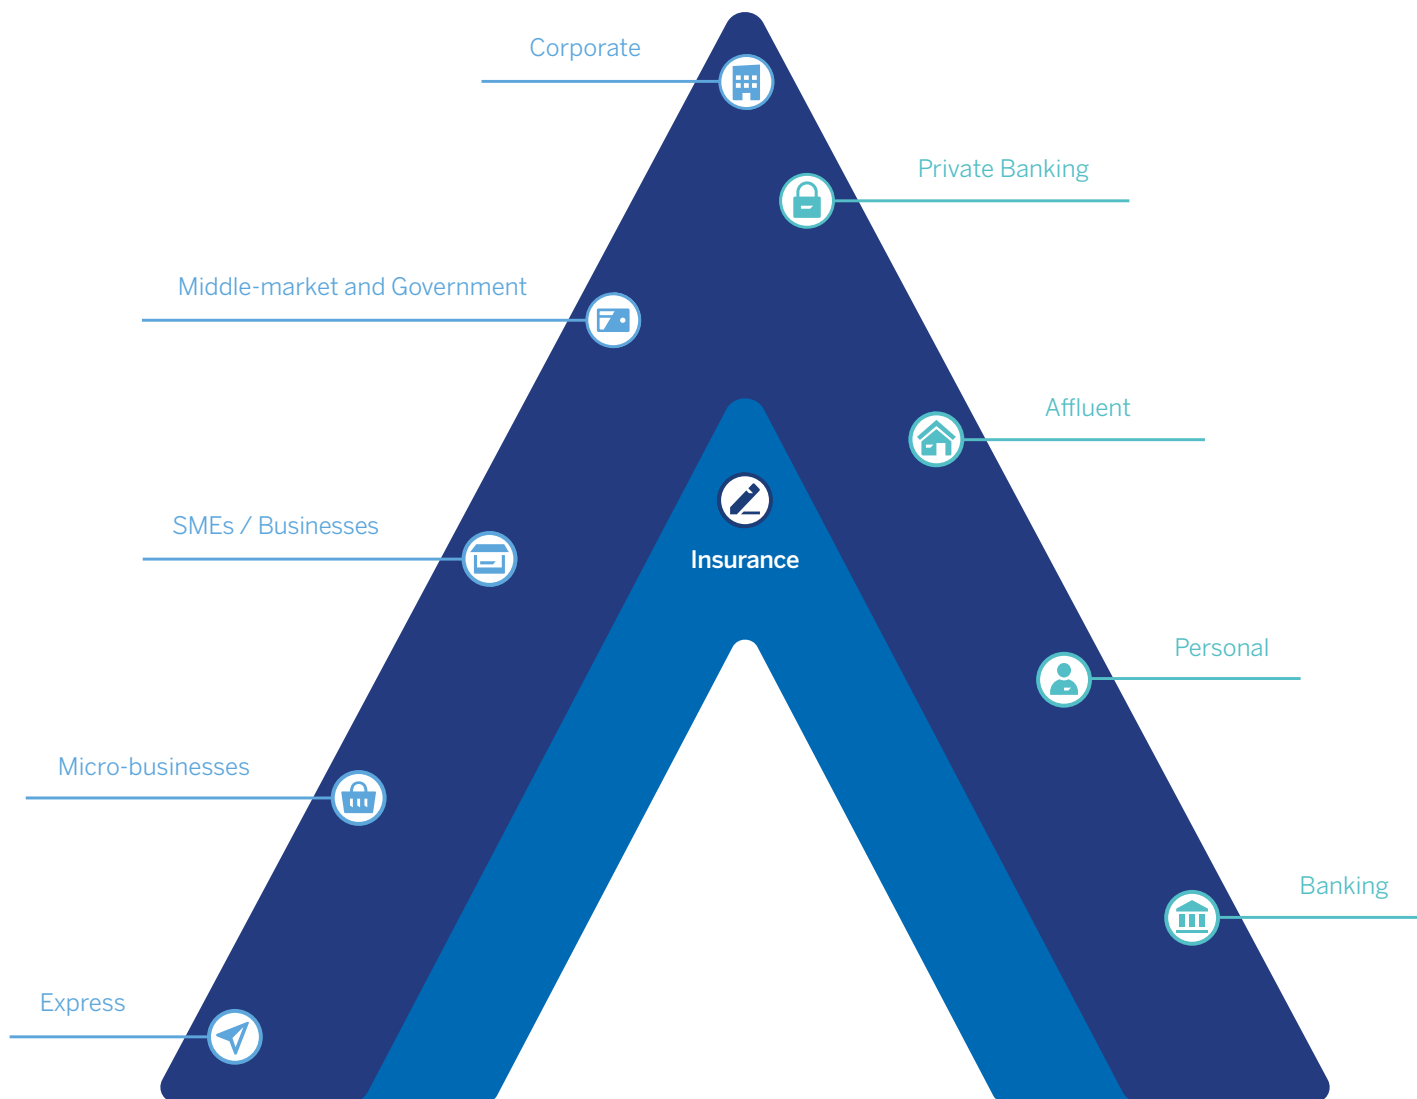 Corporate
Private Banking
Middle-market and Government
Affluent
SMEs / Businesses
Insurance
Personal
Micro-businesses
Banking
Express